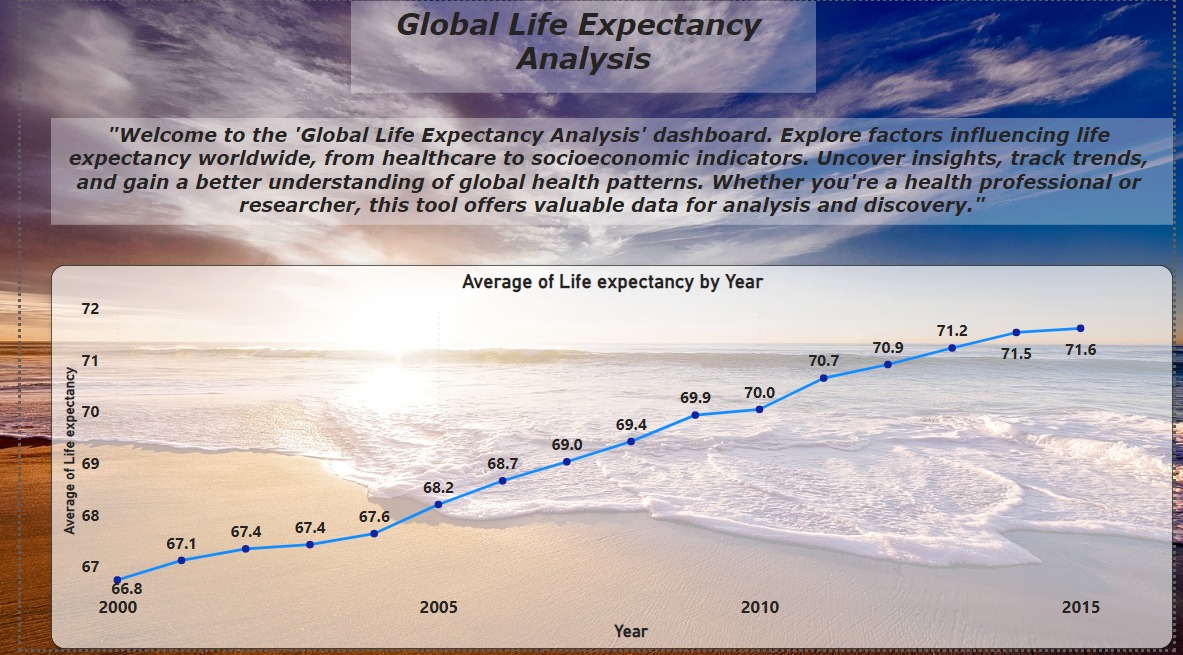 Global Life Expectancy
Analysis
"Welcome to the 'Global Life Expectancy Analysis' dashboard. Explore factors influencing life
expectancy worldwide, from healthcare to socioeconomic indicators. Uncover insights, track trends,
and gain a better understanding of global health patterns. Whether you're a health professional or
researcher, this tool offers valuable data for analysis and discovery."
Average of Life expectancy by Year
Average of Life expectancy
72
71
70
69
68
67
66.8
67.1
67.4
67.4
67.6
68.2
68.7
69.0
69.4
69.9
70.0
70.7
70.9
71.2
71.5
71.6
2000
2005
2010
2015
Year